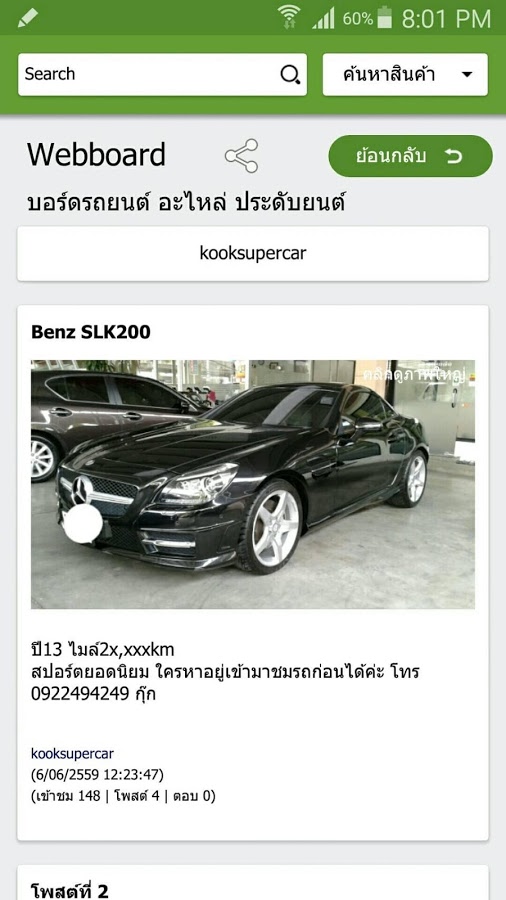 60% 8:01 PM
Search
ค้นหาสินค้า
Webboard
ย้อนกลับ
บอร์ดรถยนต์ อะไหล่ ประดับยนต์
kooksupercar
Benz SLK200
คลิกดูภาพใหญ่
ปี13 ไมล์2x,xxxkm
สปอร์ตยอดนิยม ใครหาอยู่เข้ามาชมรถก่อนได้ค่ะ โทร
0922494249 กุ๊ก
kooksupercar
(6/06/2559 12:23:47)
(เข้าชม 148 | โพสต์ 4 | ตอบ 0)
โพสต์ที่ 2